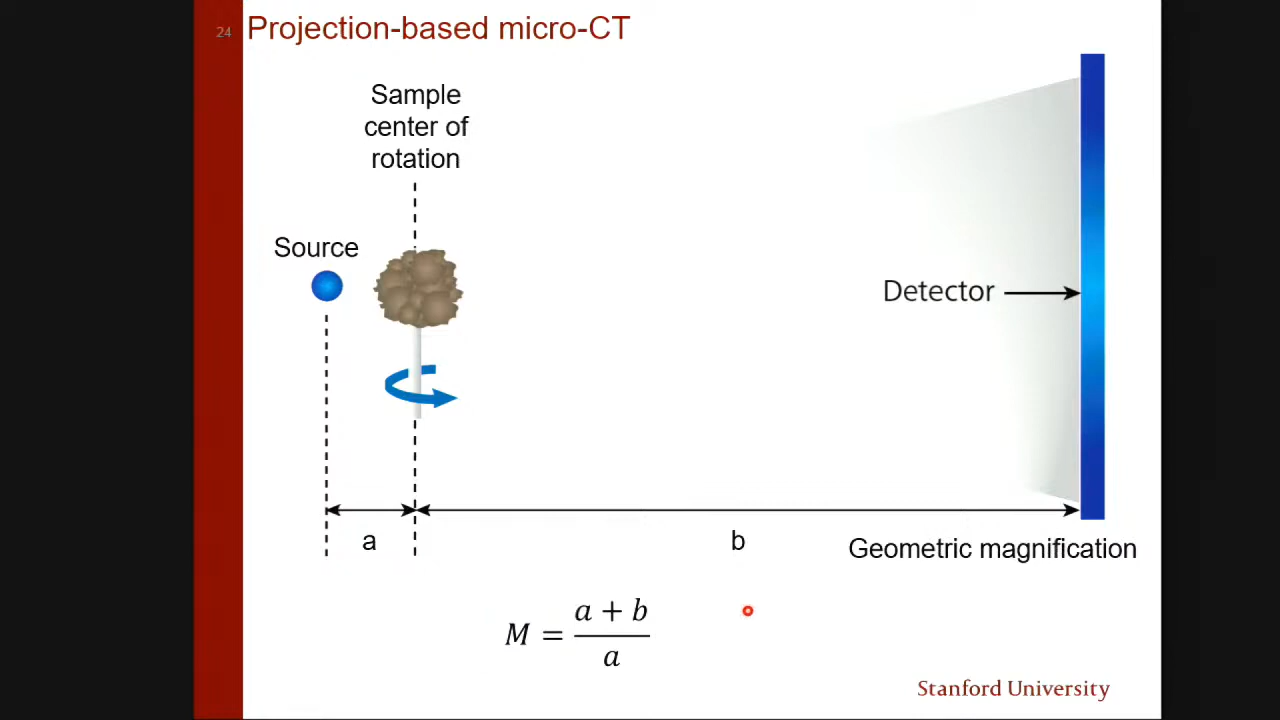 24
Projection-based micro-CT
Sample
center of
rotation
Source
Detector
a
b
Geometric magnification
M = (a + b) / a
Stanford University